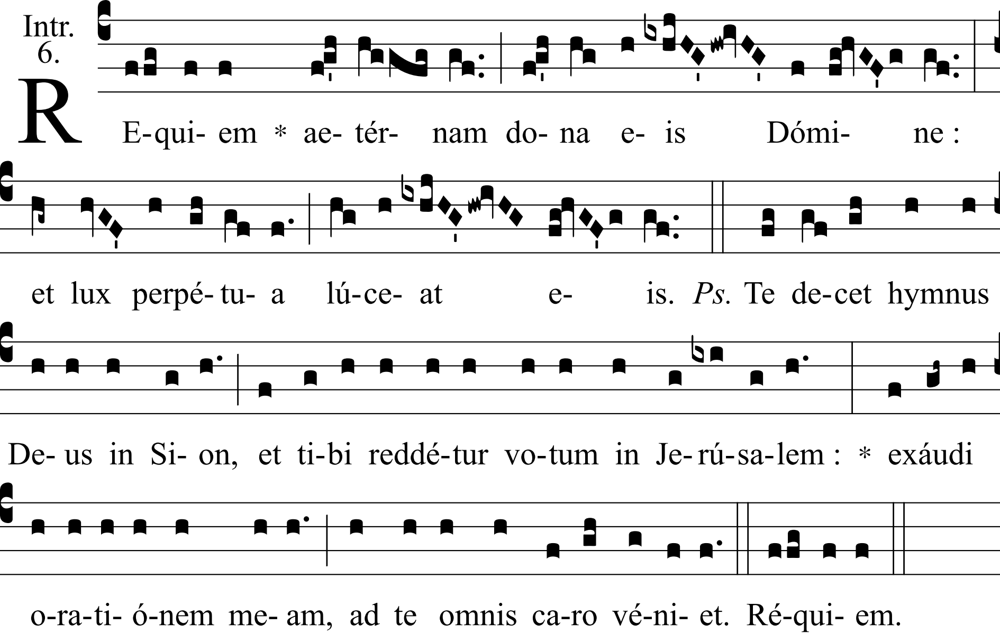 Intr.
6.
RE-qui- em * ae- tér- nam do- na e- is Dómi- ne :
et lux perpé- tu- a lú-ce- at e- is. Ps. Te de-cet hymnus
De- us in Si- on, et ti-bi reddé-tur vo-tum in Je-rú-sa-lem : * exáudi
o-ra-ti- ó-nem me- am, ad te omnis ca-ro vé-ni- et. Ré-qui- em.